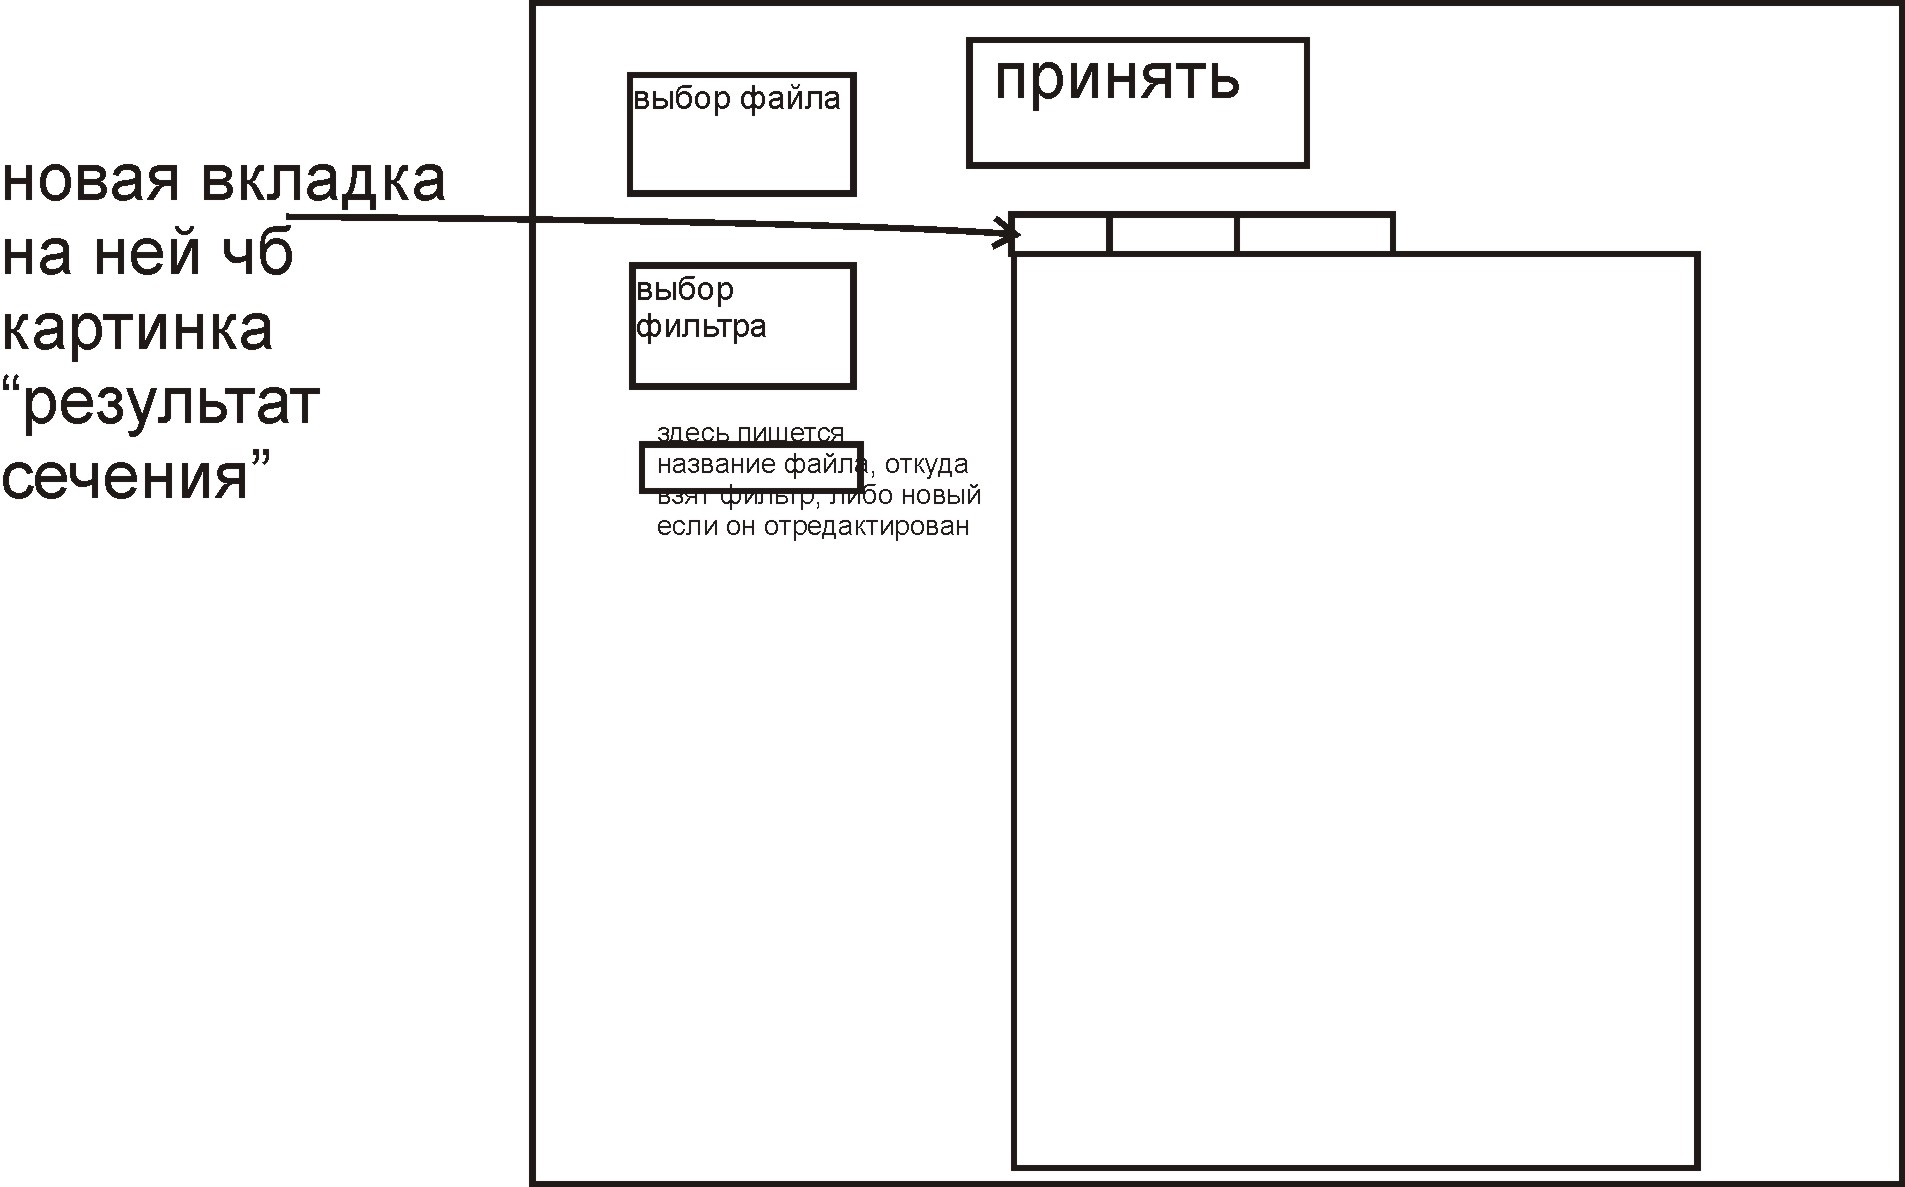 новая вкладка
на ней чб
картинка
“результат
сечения”
выбор файла
принять
выбор
фильтра
здесь пишется
название файла, откуда
взят фильтр, либо новый
если он отредактирован